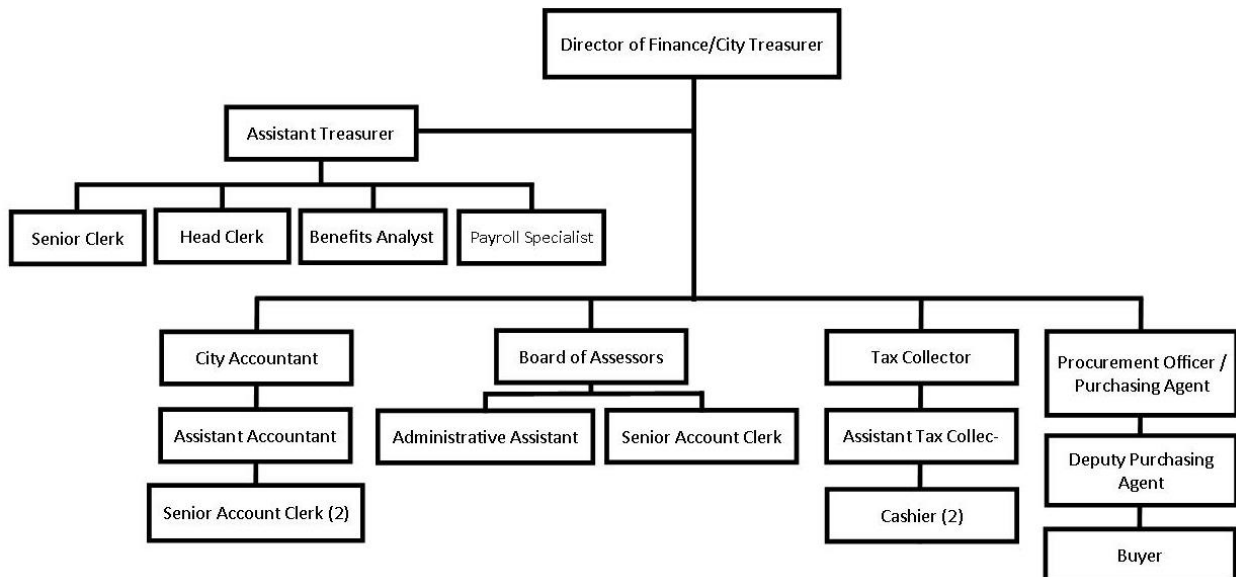 Director of Finance/City Treasurer
Assistant Treasurer
Senior Clerk
Head Clerk
Benefits Analyst
Payroll Specialist
City Accountant
Board of Assessors
Tax Collector
Procurement Officer /
Purchasing Agent
Assistant Accountant
Administrative Assistant
Senior Account Clerk
Assistant Tax Collec-
Deputy Purchasing
Agent
Senior Account Clerk (2)
Cashier (2)
Buyer